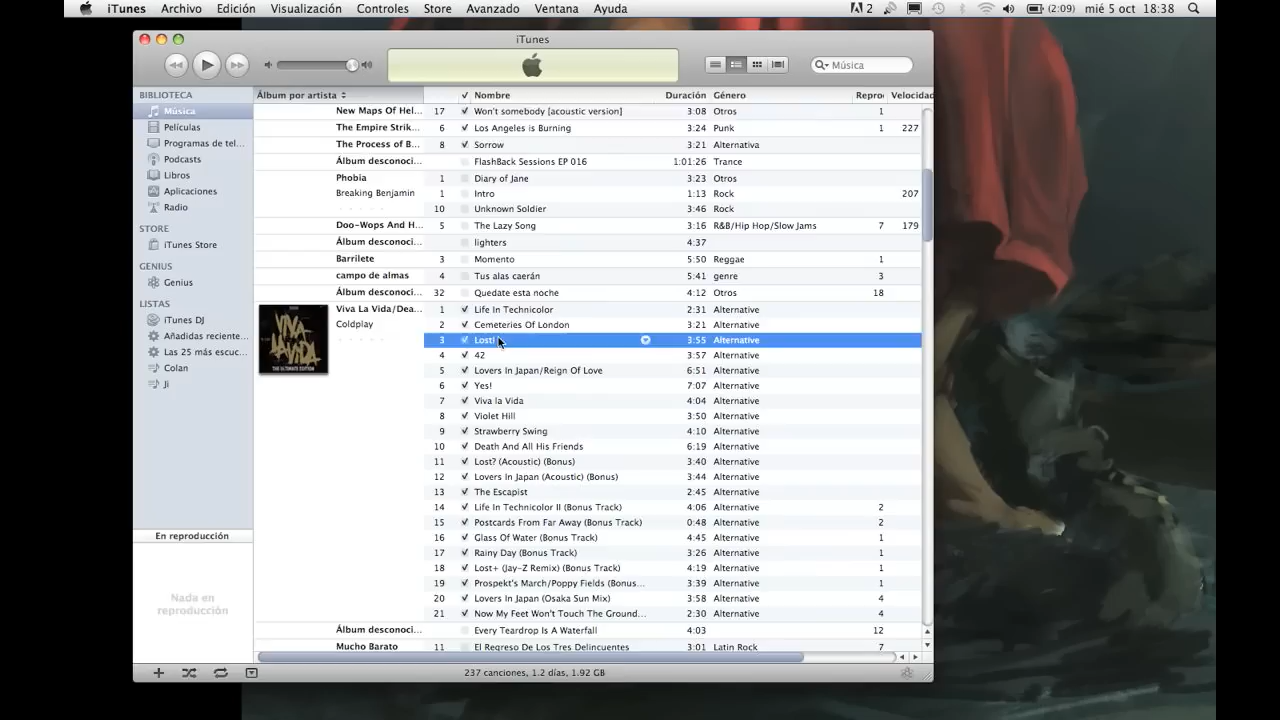 iTunes Archivo Edición Visualización Controles Store Avanzado Ventana Ayuda 2 (2:09) mié 5 oct 18:38
iTunes
Música
BIBLIOTECA
Música
Películas
Programas de tel...
Podcasts
Libros
Aplicaciones
Radio
STORE
iTunes Store
GENIUS
Genius
LISTAS
iTunes DJ
Añadidas reciente...
Las 25 más escuc...
Colan
Ji
En reproducción
Nada en
reproducción
Álbum por artista Nombre Duración Género Repro Velocidad
New Maps Of Hel... 17 Won't somebody [acoustic version] 3:08 Otros 1
The Empire Strik... 6 Los Angeles is Burning 3:24 Punk 1 227
The Process of B... 8 Sorrow 3:21 Alternativa
Álbum desconoci... FlashBack Sessions EP 016 1:01:26 Trance
Phobia 1 Diary of Jane 3:23 Otros
Breaking Benjamin 1 Intro 1:13 Rock 207
10 Unknown Soldier 3:46 Rock
Doo-Wops And H... 5 The Lazy Song 3:16 R&B/Hip Hop/Slow Jams 7 179
Álbum desconoci... lighters 4:37
Barrilete 3 Momento 5:50 Reggae 1
campo de almas 4 Tus alas caerán 5:41 genre 3
Álbum desconoci... 32 Quedate esta noche 4:12 Otros 18
Viva La Vida/Dea... 1 Life In Technicolor 2:31 Alternative
Coldplay 2 Cemeteries Of London 3:21 Alternative
3 Lost! 3:55 Alternative
4 42 3:57 Alternative
5 Lovers In Japan/Reign Of Love 6:51 Alternative
6 Yes! 7:07 Alternative
7 Viva la Vida 4:04 Alternative
8 Violet Hill 3:50 Alternative
9 Strawberry Swing 4:10 Alternative
10 Death And All His Friends 6:19 Alternative
11 Lost? (Acoustic) (Bonus) 3:40 Alternative
12 Lovers In Japan (Acoustic) (Bonus) 3:44 Alternative
13 The Escapist 2:45 Alternative
14 Life In Technicolor II (Bonus Track) 4:06 Alternative 2
15 Postcards From Far Away (Bonus Track) 0:48 Alternative 2
16 Glass Of Water (Bonus Track) 4:45 Alternative 1
17 Rainy Day (Bonus Track) 3:26 Alternative 1
18 Lost+ (Jay-Z Remix) (Bonus Track) 4:19 Alternative 1
19 Prospekt's March/Poppy Fields (Bonus... 3:39 Alternative 1
20 Lovers In Japan (Osaka Sun Mix) 3:58 Alternative 4
21 Now My Feet Won't Touch The Ground... 2:30 Alternative 4
Álbum desconoci... Every Teardrop Is A Waterfall 4:03 12
Mucho Barato 11 El Regreso De Los Tres Delincuentes 3:01 Latin Rock 7
VIVA
LA VIDA
THE ULTIMATE EDITION
237 canciones, 1.2 días, 1.92 GB